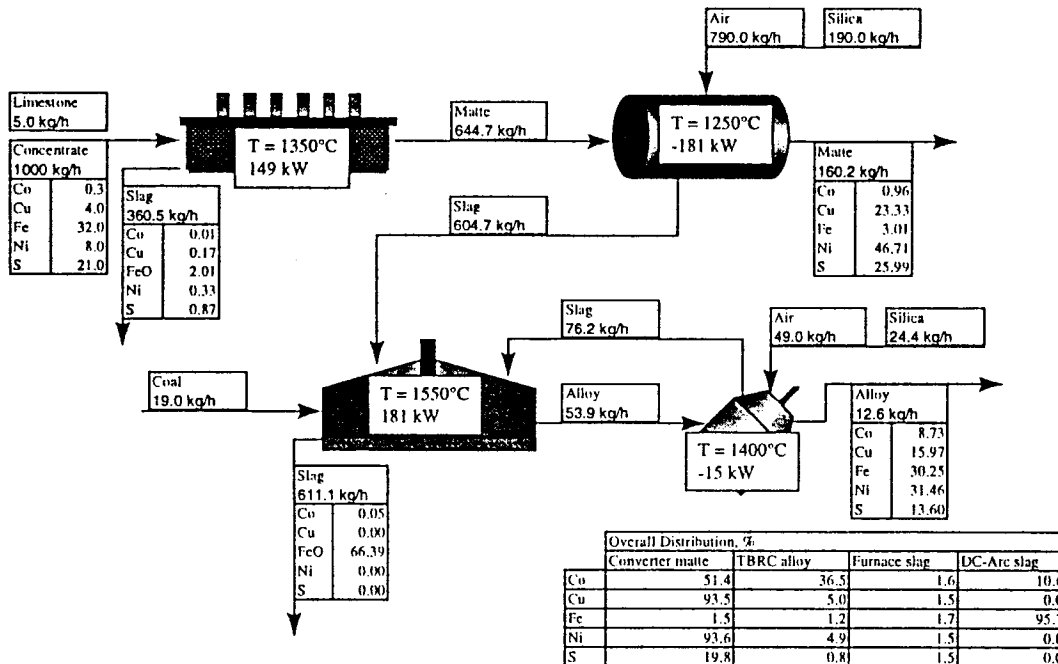 Air
790.0 kg/h
Silica
190.0 kg/h
Limestone
5.0 kg/h
Concentrate
1000 kg/h
Co 0.3
Cu 4.0
Fe 32.0
Ni 8.0
S 21.0
T = 1350°C
149 kW
Matte
644.7 kg/h
T = 1250°C
-181 kW
Matte
160.2 kg/h
Co 0.96
Cu 23.33
Fe 3.01
Ni 46.71
S 25.99
Slag
360.5 kg/h
Co 0.01
Cu 0.17
FeO 2.01
Ni 0.33
S 0.87
Slag
604.7 kg/h
Slag
76.2 kg/h
Air
49.0 kg/h
Silica
24.4 kg/h
Coal
19.0 kg/h
T = 1550°C
181 kW
Alloy
53.9 kg/h
T = 1400°C
-15 kW
Alloy
12.6 kg/h
Co 8.73
Cu 15.97
Fe 30.25
Ni 31.46
S 13.60
Slag
611.1 kg/h
Co 0.05
Cu 0.00
FeO 66.39
Ni 0.00
S 0.00
Overall Distribution, %
Converter matte TBRC alloy Furnace slag DC-Arc slag
Co 51.4 36.5 1.6 10.
Cu 93.5 5.0 1.5 0.
Fe 1.5 1.2 1.7 95.
Ni 93.6 4.9 1.5 0.
S 19.8 0.8 1.5 0.